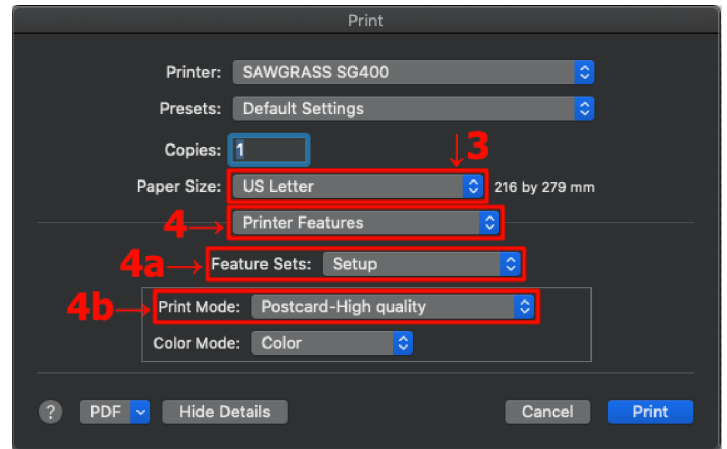 Print
Printer: SAWGRASS SG400
Presets: Default Settings
Copies: 1
↓3
Paper Size: US Letter 216 by 279 mm
4→ Printer Features
4a→ Feature Sets: Setup
4b→ Print Mode: Postcard-High quality
Color Mode: Color
? PDF Hide Details Cancel Print